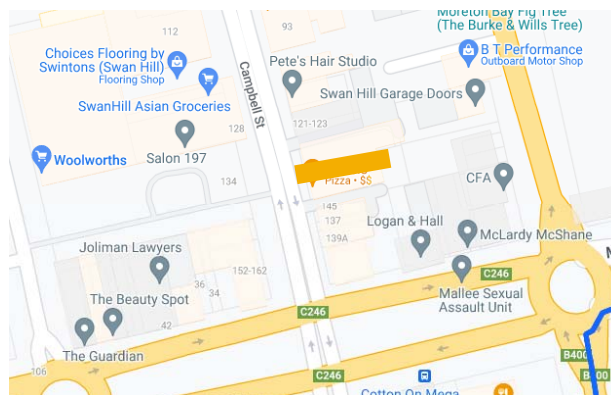 Moreton Bay Fig Tree
(The Burke & Wills Tree)
112
Choices Flooring by
Swintons (Swan Hill)
Flooring Shop
B T Performance
Outboard Motor Shop
Pete's Hair Studio
Campbell St
Swan Hill Garage Doors
SwanHill Asian Groceries
121-123
128
Woolworths
Salon 197
134
Pizza • $$
CFA
145
137
139A
Logan & Hall
McLardy McShane
Joliman Lawyers
152-162
C246
36
34
The Beauty Spot
Mallee Sexual
Assault Unit
42
C246
The Guardian
B400
106
C246
B400
Cotton On Mega